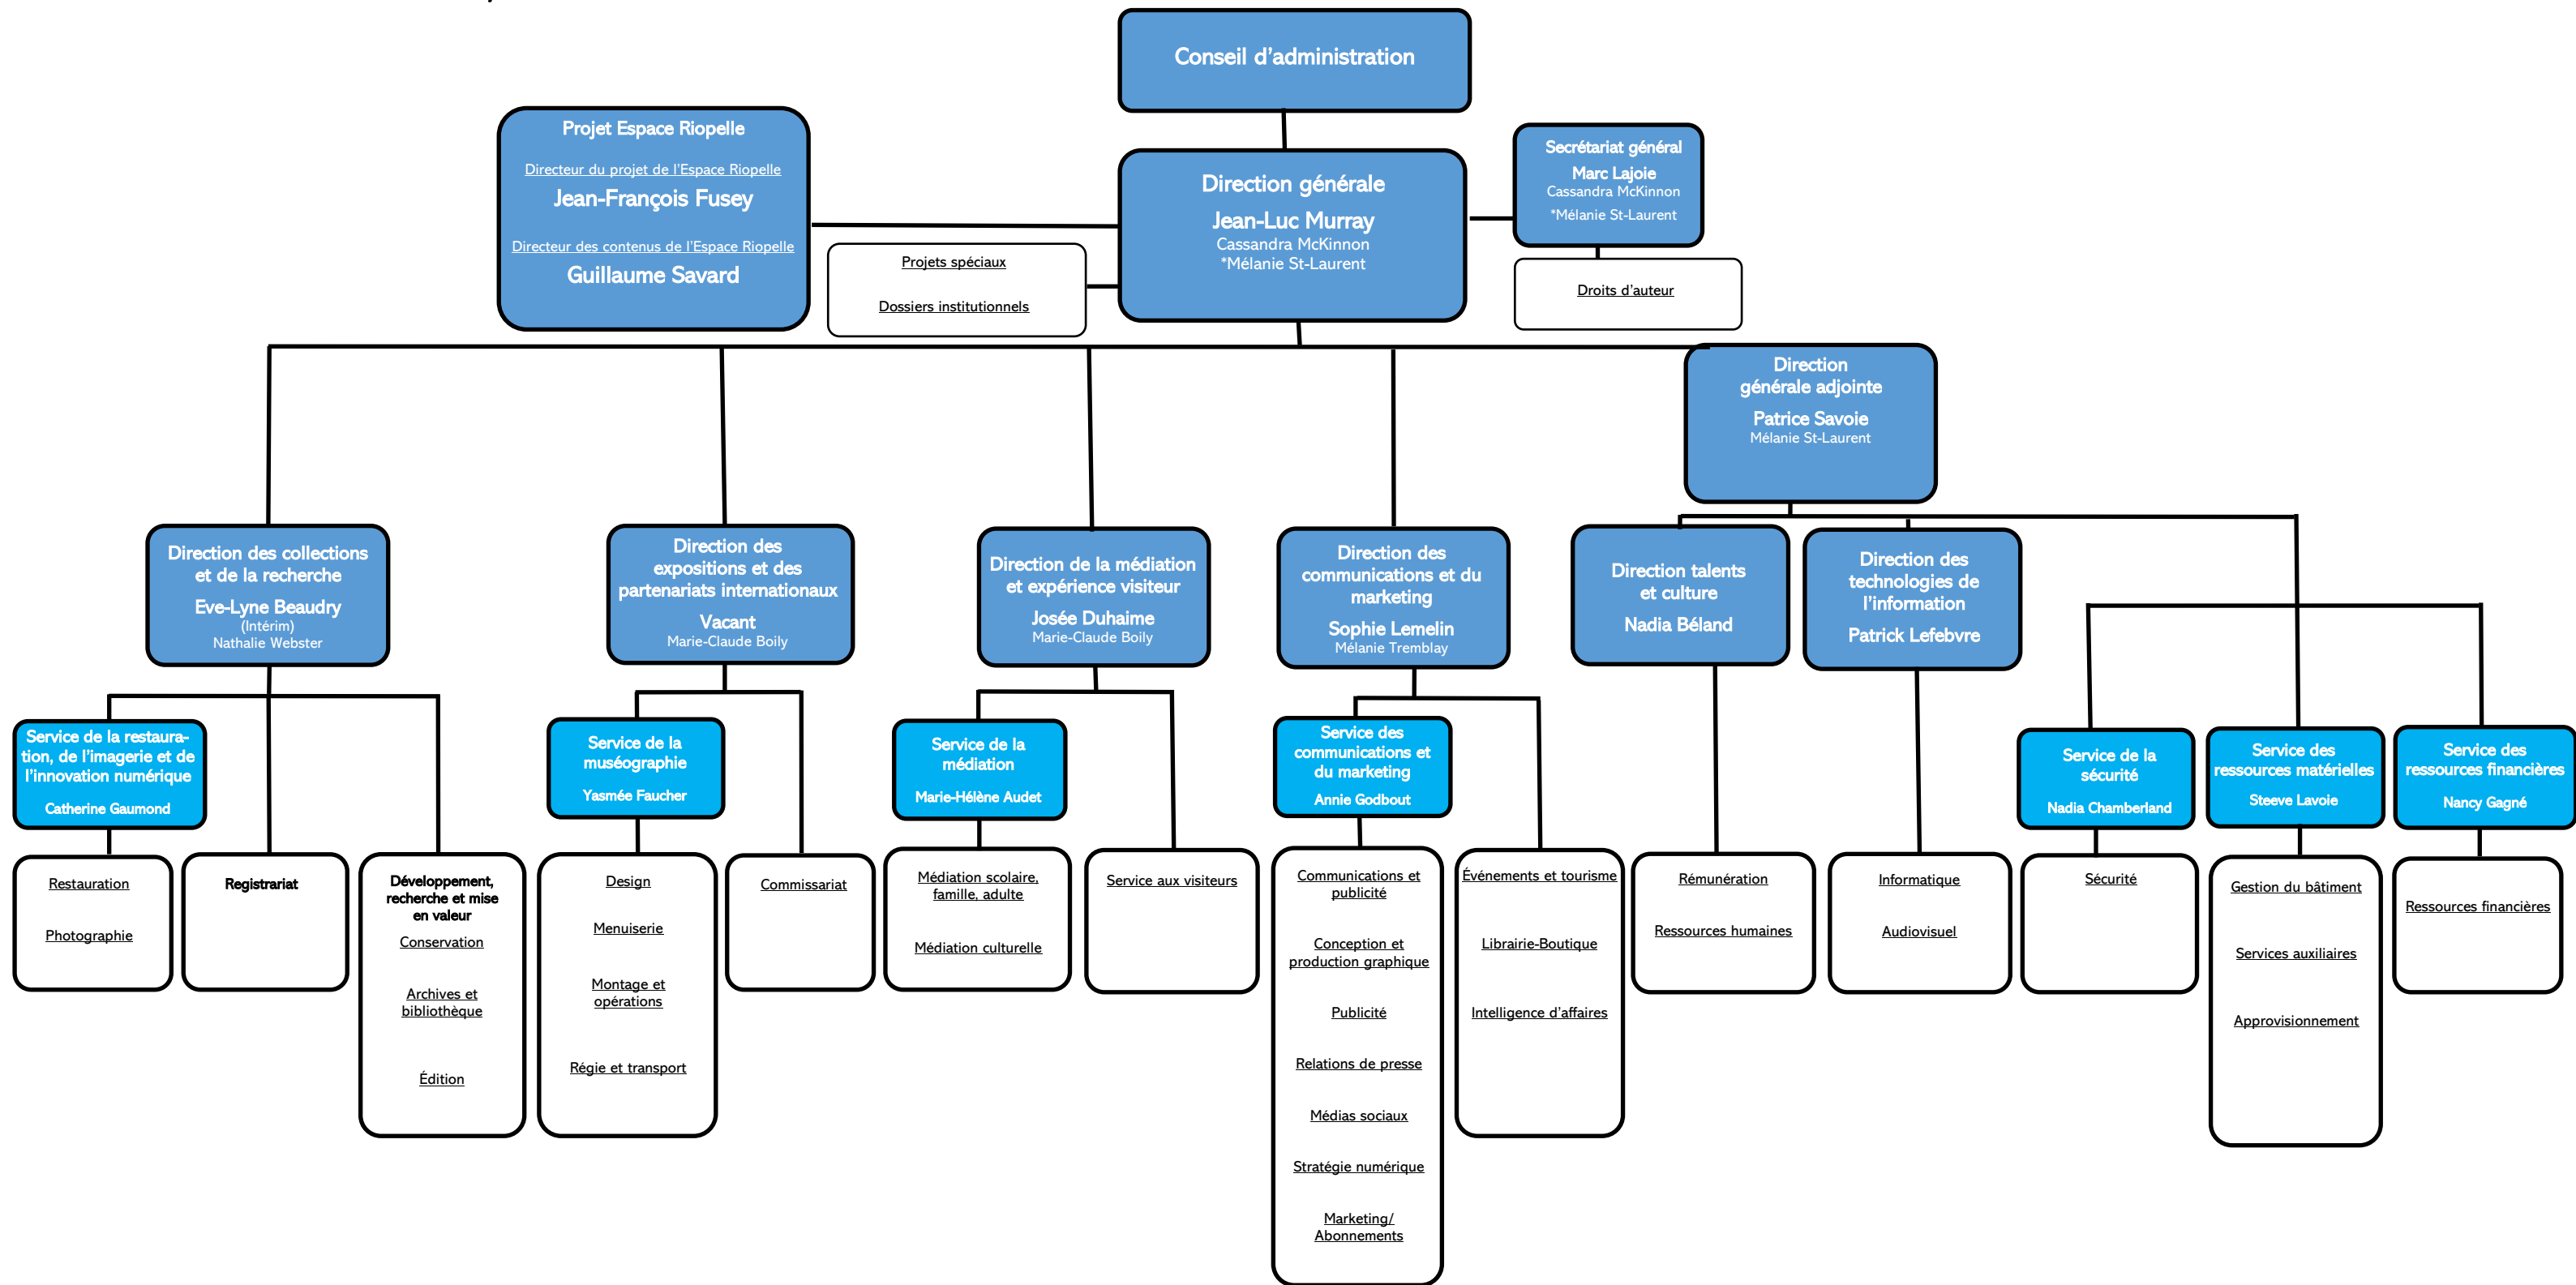 Conseil d’administration
Projet Espace Riopelle
Directeur du projet de l’Espace Riopelle
Jean-François Fusey
Directeur des contenus de l’Espace Riopelle
Guillaume Savard
Direction générale
Jean-Luc Murray
Cassandra McKinnon
*Mélanie St-Laurent
Secrétariat général
Marc Lajoie
Cassandra McKinnon
*Mélanie St-Laurent
Projets spéciaux
Dossiers institutionnels
Droits d’auteur
Direction
générale adjointe
Patrice Savoie
Mélanie St-Laurent
Direction des collections
et de la recherche
Eve-Lyne Beaudry
(Intérim)
Nathalie Webster
Direction des
expositions et des
partenariats internationaux
Vacant
Marie-Claude Boily
Direction de la médiation
et expérience visiteur
Josée Duhaime
Marie-Claude Boily
Direction des
communications et du
marketing
Sophie Lemelin
Mélanie Tremblay
Direction talents
et culture
Nadia Béland
Direction des
technologies de
l’information
Patrick Lefebvre
Service de la restaura-
tion, de l’imagerie et de
l’innovation numérique
Catherine Gaumond
Service de la
muséographie
Yasmée Faucher
Service de la
médiation
Marie-Hélène Audet
Service des
communications et
du marketing
Annie Godbout
Service de la
sécurité
Nadia Chamberland
Service des
ressources matérielles
Steeve Lavoie
Service des
ressources financières
Nancy Gagné
Restauration
Photographie
Registrariat
Développement,
recherche et mise
en valeur
Conservation
Archives et
bibliothèque
Édition
Design
Menuiserie
Montage et
opérations
Régie et transport
Commissariat
Médiation scolaire,
famille, adulte
Médiation culturelle
Service aux visiteurs
Communications et
publicité
Conception et
production graphique
Publicité
Relations de presse
Médias sociaux
Stratégie numérique
Marketing/
Abonnements
Événements et tourisme
Librairie-Boutique
Intelligence d’affaires
Rémunération
Ressources humaines
Informatique
Audiovisuel
Sécurité
Gestion du bâtiment
Services auxiliaires
Approvisionnement
Ressources financières